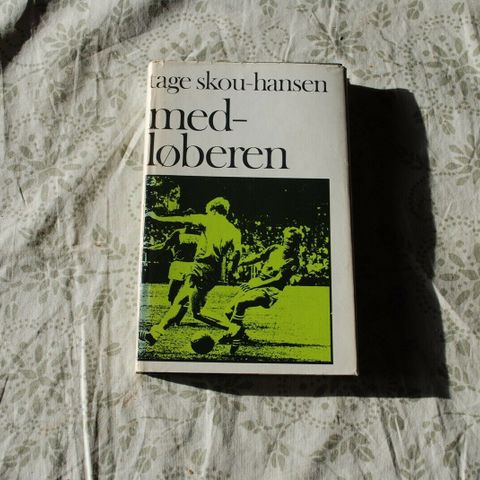 tage skou-hansen
med-
løberen